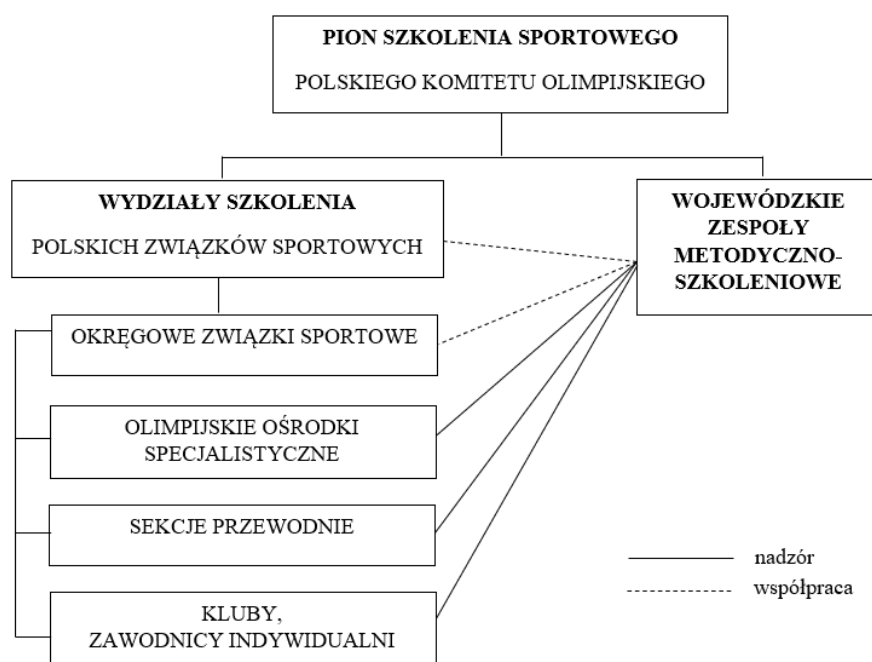 PION SZKOLENIA SPORTOWEGO
POLSKIEGO KOMITETU OLIMPIJSKIEGO
WYDZIAŁY SZKOLENIA
POLSKICH ZWIĄZKÓW SPORTOWYCH
WOJEWÓDZKIE
ZESPOŁY
METODYCZNO-
SZKOLENIOWE
OKRĘGOWE ZWIĄZKI SPORTOWE
OLIMPIJSKIE OŚRODKI
SPECJALISTYCZNE
SEKCJE PRZEWODNIE
KLUBY,
ZAWODNICY INDYWIDUALNI
nadzór
współpraca